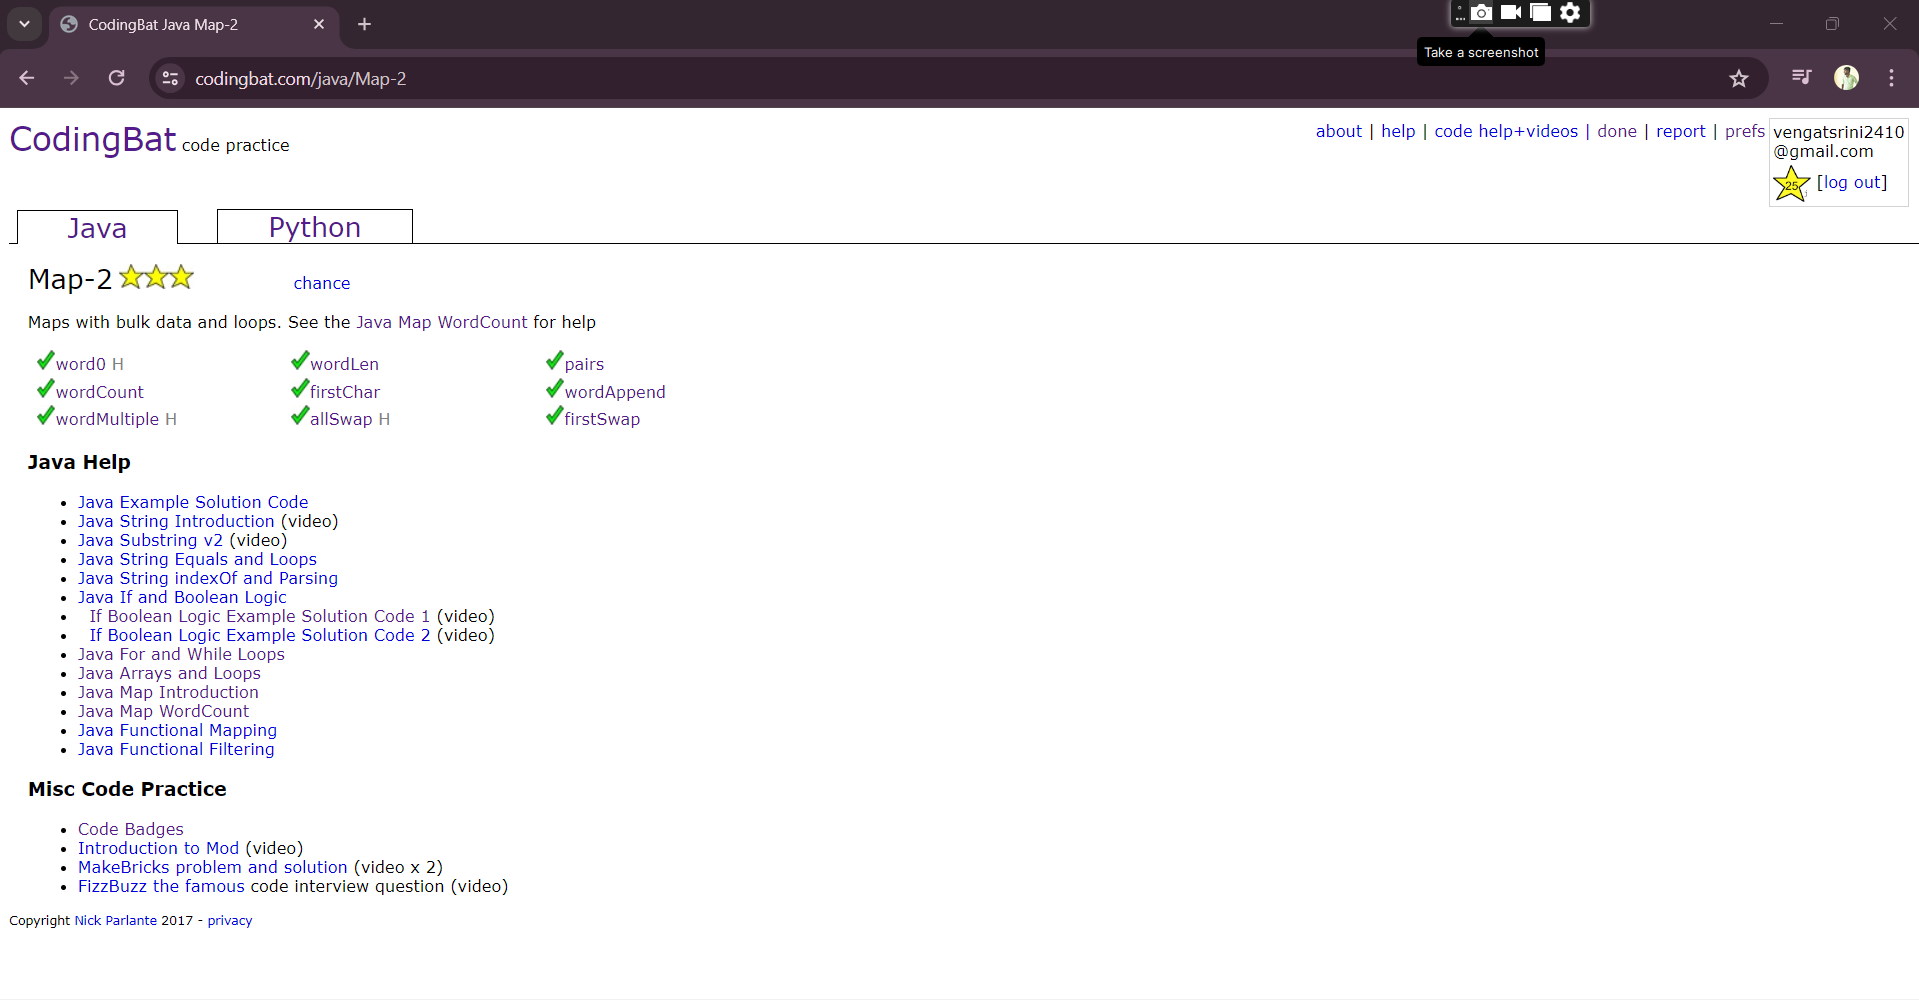 CodingBat Java Map-2
Take a screenshot
codingbat.com/java/Map-2
CodingBat code practice
about | help | code help+videos | done | report | prefs
vengatsrini2410
@gmail.com
25 [log out]
Java Python
Map-2 chance
Maps with bulk data and loops. See the Java Map WordCount for help
word0 H wordLen pairs
wordCount firstChar wordAppend
wordMultiple H allSwap H firstSwap
Java Help
Java Example Solution Code
Java String Introduction (video)
Java Substring v2 (video)
Java String Equals and Loops
Java String indexOf and Parsing
Java If and Boolean Logic
If Boolean Logic Example Solution Code 1 (video)
If Boolean Logic Example Solution Code 2 (video)
Java For and While Loops
Java Arrays and Loops
Java Map Introduction
Java Map WordCount
Java Functional Mapping
Java Functional Filtering
Misc Code Practice
Code Badges
Introduction to Mod (video)
MakeBricks problem and solution (video x 2)
FizzBuzz the famous code interview question (video)
Copyright Nick Parlante 2017 - privacy